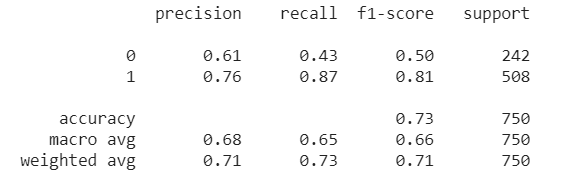 precision recall f1-score support
0 0.61 0.43 0.50 242
1 0.76 0.87 0.81 508
accuracy 0.73 750
macro avg 0.68 0.65 0.66 750
weighted avg 0.71 0.73 0.71 750